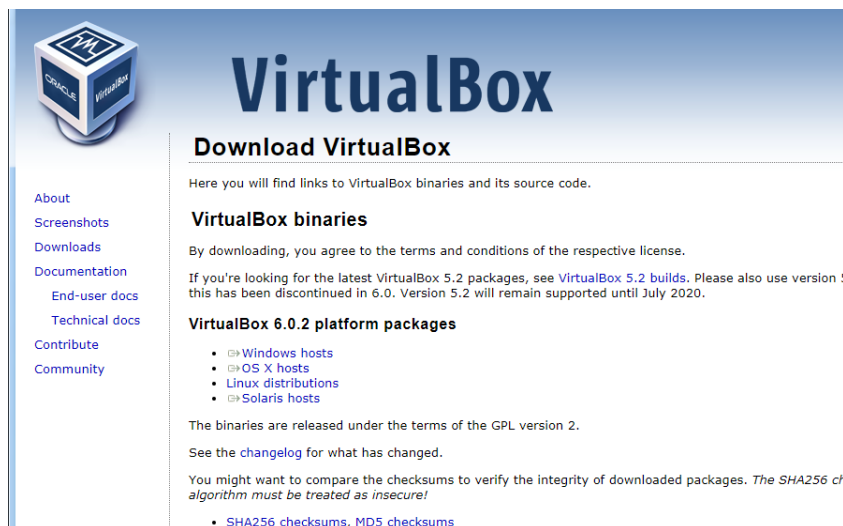 ORACLE
VirtualBox
VirtualBox
Download VirtualBox
Here you will find links to VirtualBox binaries and its source code.
About
Screenshots
Downloads
Documentation
End-user docs
Technical docs
Contribute
Community
VirtualBox binaries
By downloading, you agree to the terms and conditions of the respective license.
If you're looking for the latest VirtualBox 5.2 packages, see VirtualBox 5.2 builds. Please also use version
this has been discontinued in 6.0. Version 5.2 will remain supported until July 2020.
VirtualBox 6.0.2 platform packages
• Windows hosts
• OS X hosts
• Linux distributions
• Solaris hosts
The binaries are released under the terms of the GPL version 2.
See the changelog for what has changed.
You might want to compare the checksums to verify the integrity of downloaded packages. The SHA256
algorithm must be treated as insecure!
• SHA256 checksums, MD5 checksums